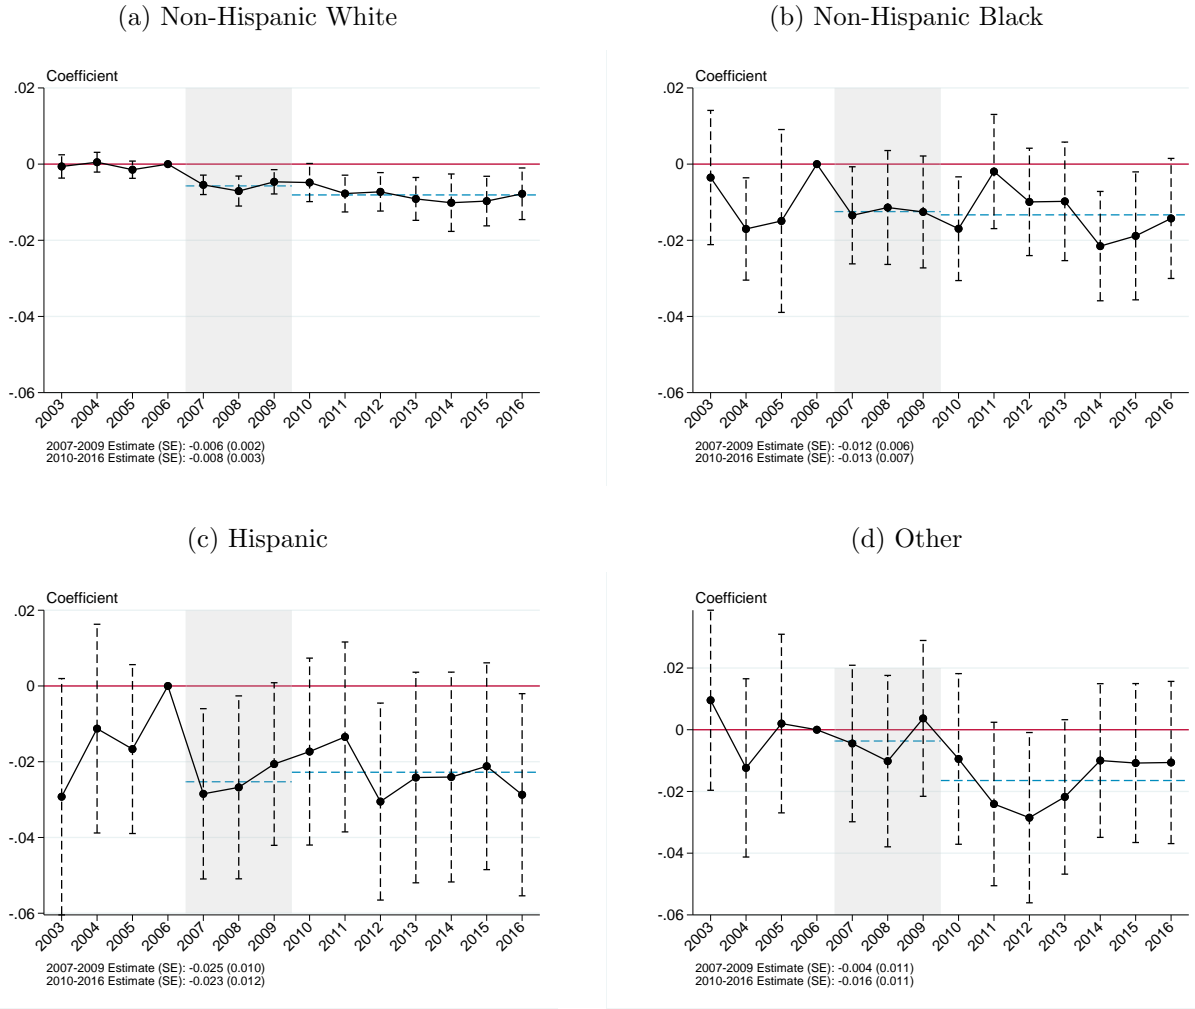 (a) Non-Hispanic White
Coefficient
.02
0
-.02
-.04
-.06
2003 2004 2005 2006 2007 2008 2009 2010 2011 2012 2013 2014 2015 2016
2007-2009 Estimate (SE): -0.006 (0.002)
2010-2016 Estimate (SE): -0.008 (0.003)
(b) Non-Hispanic Black
Coefficient
.02
0
-.02
-.04
-.06
2003 2004 2005 2006 2007 2008 2009 2010 2011 2012 2013 2014 2015 2016
2007-2009 Estimate (SE): -0.012 (0.006)
2010-2016 Estimate (SE): -0.013 (0.007)
(c) Hispanic
Coefficient
.02
0
-.02
-.04
-.06
2003 2004 2005 2006 2007 2008 2009 2010 2011 2012 2013 2014 2015 2016
2007-2009 Estimate (SE): -0.025 (0.010)
2010-2016 Estimate (SE): -0.023 (0.012)
(d) Other
Coefficient
.02
0
-.02
-.04
-.06
2003 2004 2005 2006 2007 2008 2009 2010 2011 2012 2013 2014 2015 2016
2007-2009 Estimate (SE): -0.004 (0.011)
2010-2016 Estimate (SE): -0.016 (0.011)